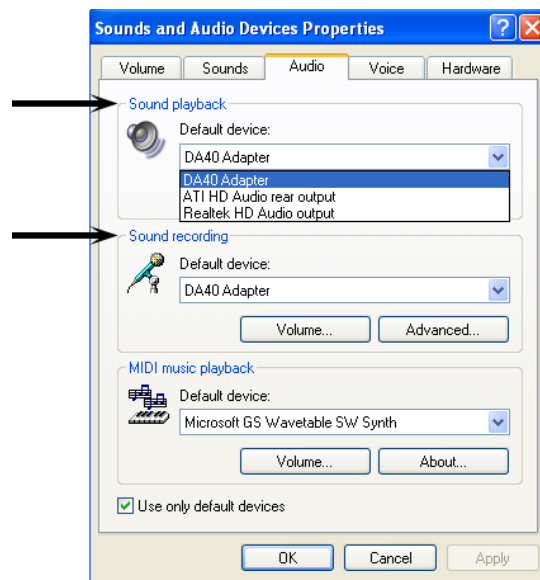 Sounds and Audio Devices Properties
Volume Sounds Audio Voice Hardware
Sound playback
Default device:
DA40 Adapter
DA40 Adapter
ATI HD Audio rear output
Realtek HD Audio output
Sound recording
Default device:
DA40 Adapter
Volume... Advanced...
MIDI music playback
Default device:
Microsoft GS Wavetable SW Synth
Volume... About...
Use only default devices
OK Cancel Apply